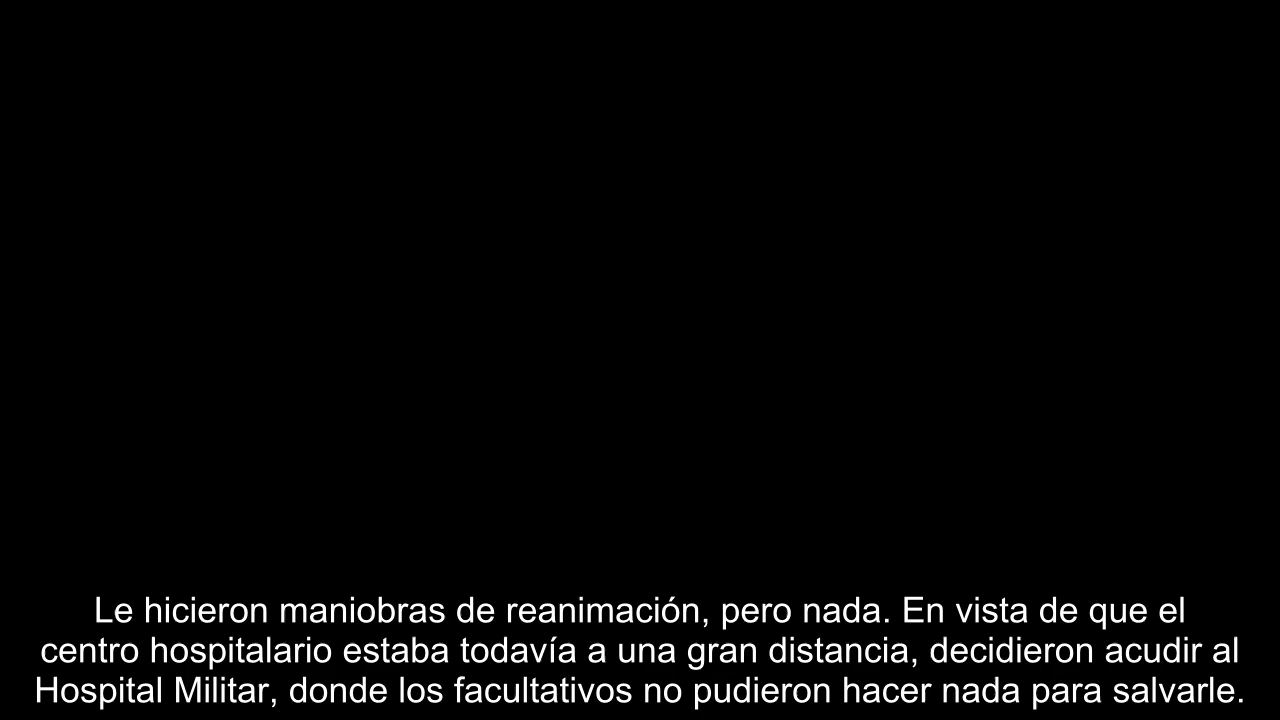 Le hicieron maniobras de reanimación, pero nada. En vista de que el
centro hospitalario estaba todavía a una gran distancia, decidieron acudir al
Hospital Militar, donde los facultativos no pudieron hacer nada para salvarle.